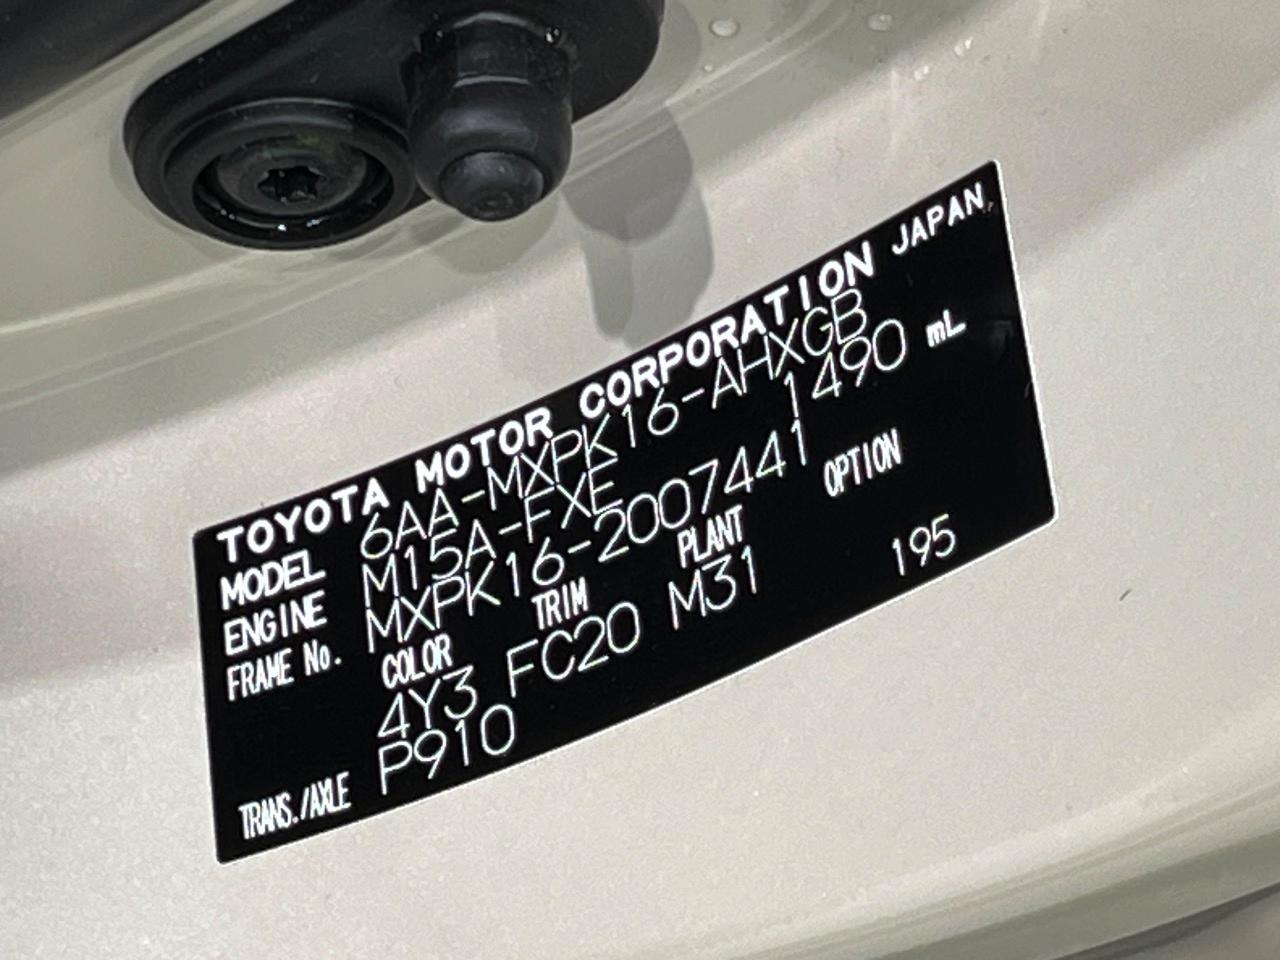 TOYOTA MOTOR CORPORATION JAPAN
MODEL 6AA-MXPK16-AHXGB
ENGINE M15A-FXE 1490 mL
FRAME No. MXPK16-2007441
COLOR TRIM PLANT OPTION
4Y3 FC20 M31 195
TRANS./AXLE P910